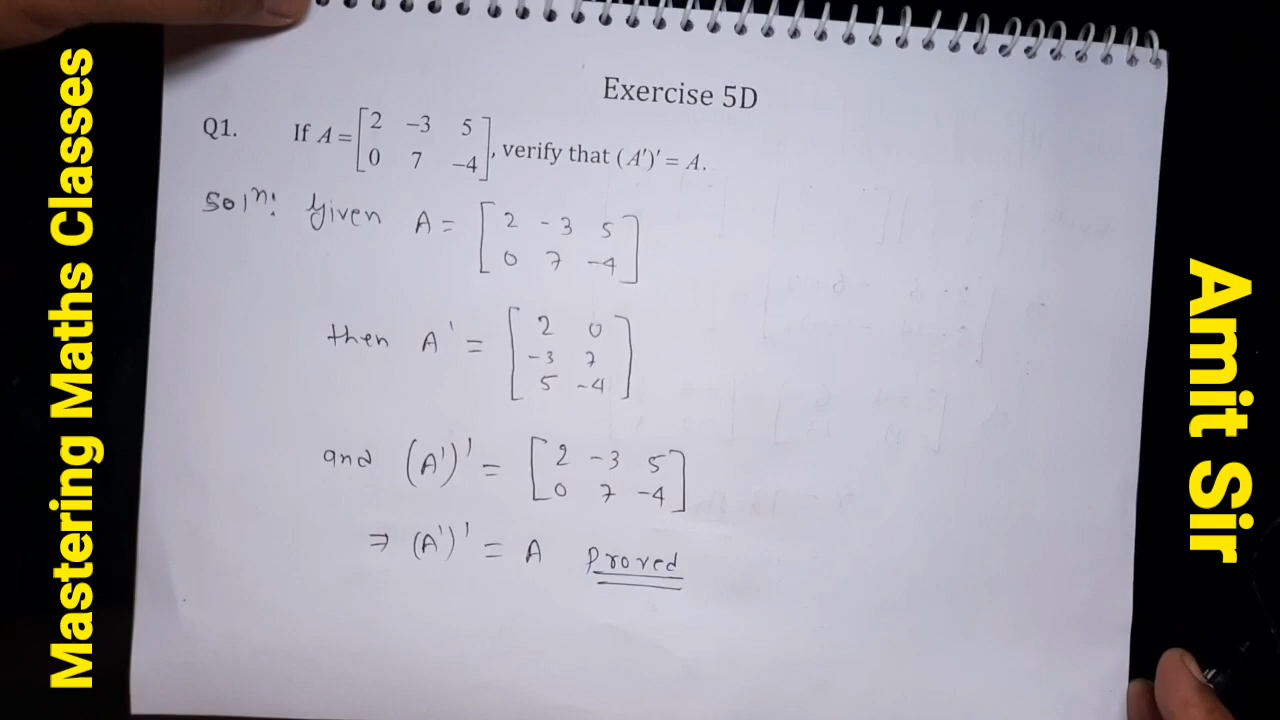 Mastering Maths Classes
Exercise 5D
Q1. If A = [2 −3 5
0 7 −4], verify that (A')' = A.
Solⁿ: Given A = [2 -3 5
0 7 -4]
then A' = [2 0
-3 7
5 -4]
and (A')' = [2 -3 5
0 7 -4]
⇒ (A')' = A Proved
Amit Sir